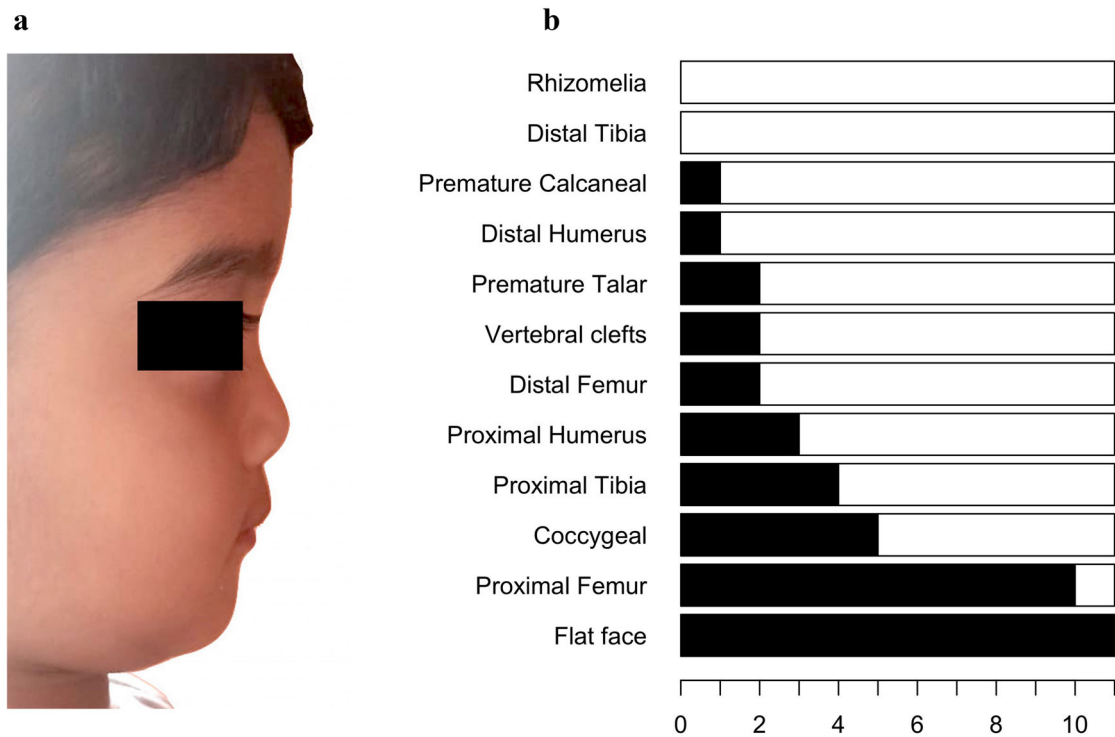 a
b
Rhizomelia
Distal Tibia
Premature Calcaneal
Distal Humerus
Premature Talar
Vertebral clefts
Distal Femur
Proximal Humerus
Proximal Tibia
Coccygeal
Proximal Femur
Flat face
0 2 4 6 8 10